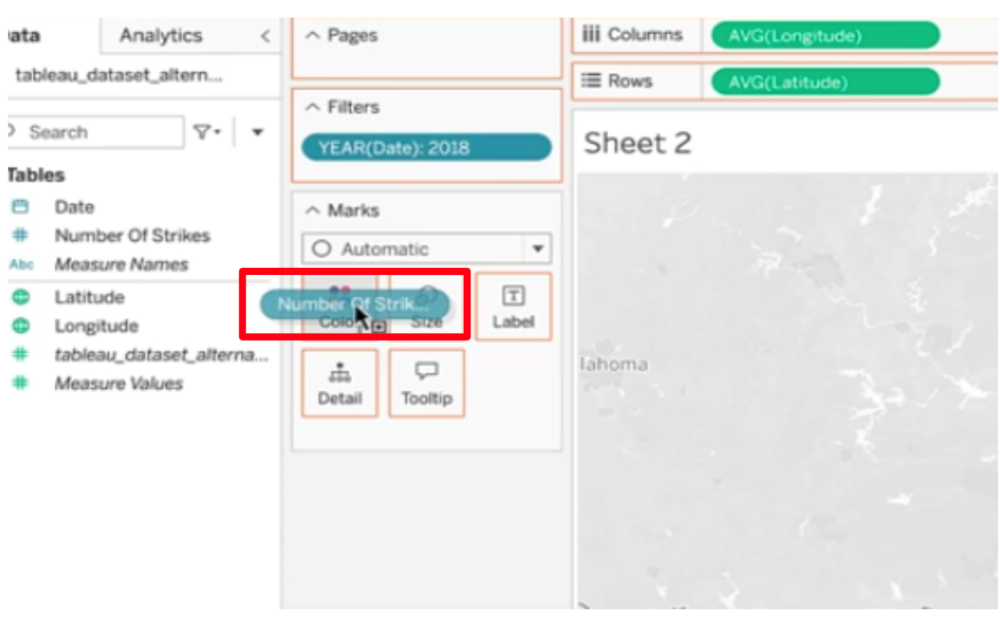 ata
Analytics
tableau_dataset_altern...
Search
Tables
Date
Number Of Strikes
Abc
Measure Names
Latitude
Longitude
tableau_dataset_alterna...
Measure Values
Pages
Filters
YEAR(Date): 2018
Marks
Automatic
Number Of Strik...
Colo
Size
Label
Detail
Tooltip
Columns
AVG(Longitude)
Rows
AVG(Latitude)
Sheet 2
lahoma